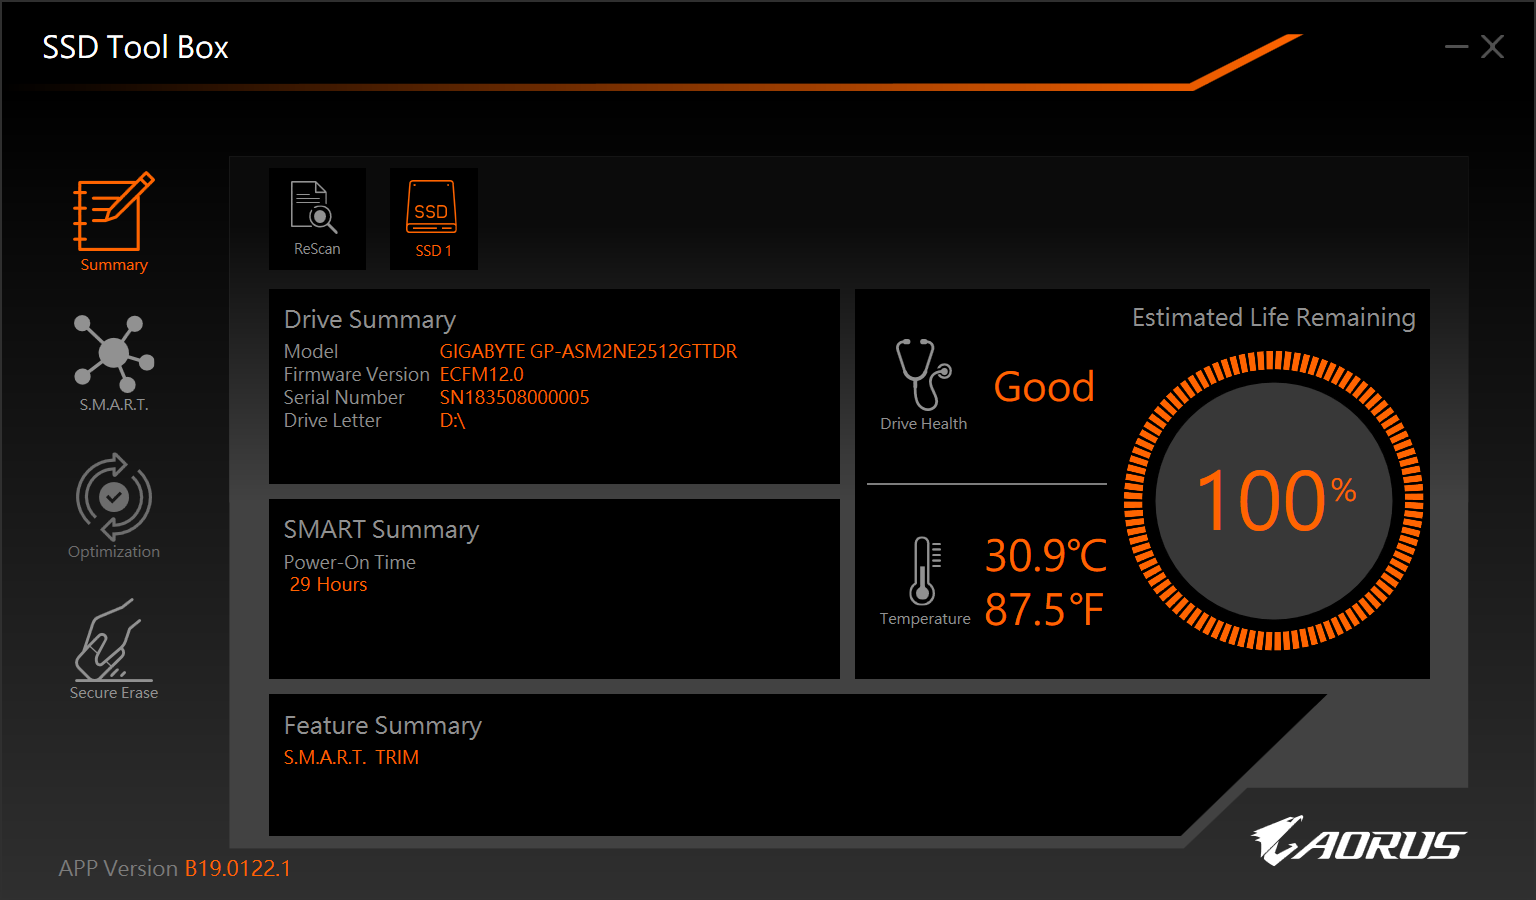 SSD Tool Box
Summary
S.M.A.R.T.
Optimization
Secure Erase
ReScan
SSD
SSD 1
Drive Summary
Model GIGABYTE GP-ASM2NE2512GTTDR
Firmware Version ECFM12.0
Serial Number SN183508000005
Drive Letter D:\
SMART Summary
Power-On Time
29 Hours
Estimated Life Remaining
Good
Drive Health
100%
30.9°C
87.5°F
Temperature
Feature Summary
S.M.A.R.T. TRIM
AORUS
APP Version B19.0122.1